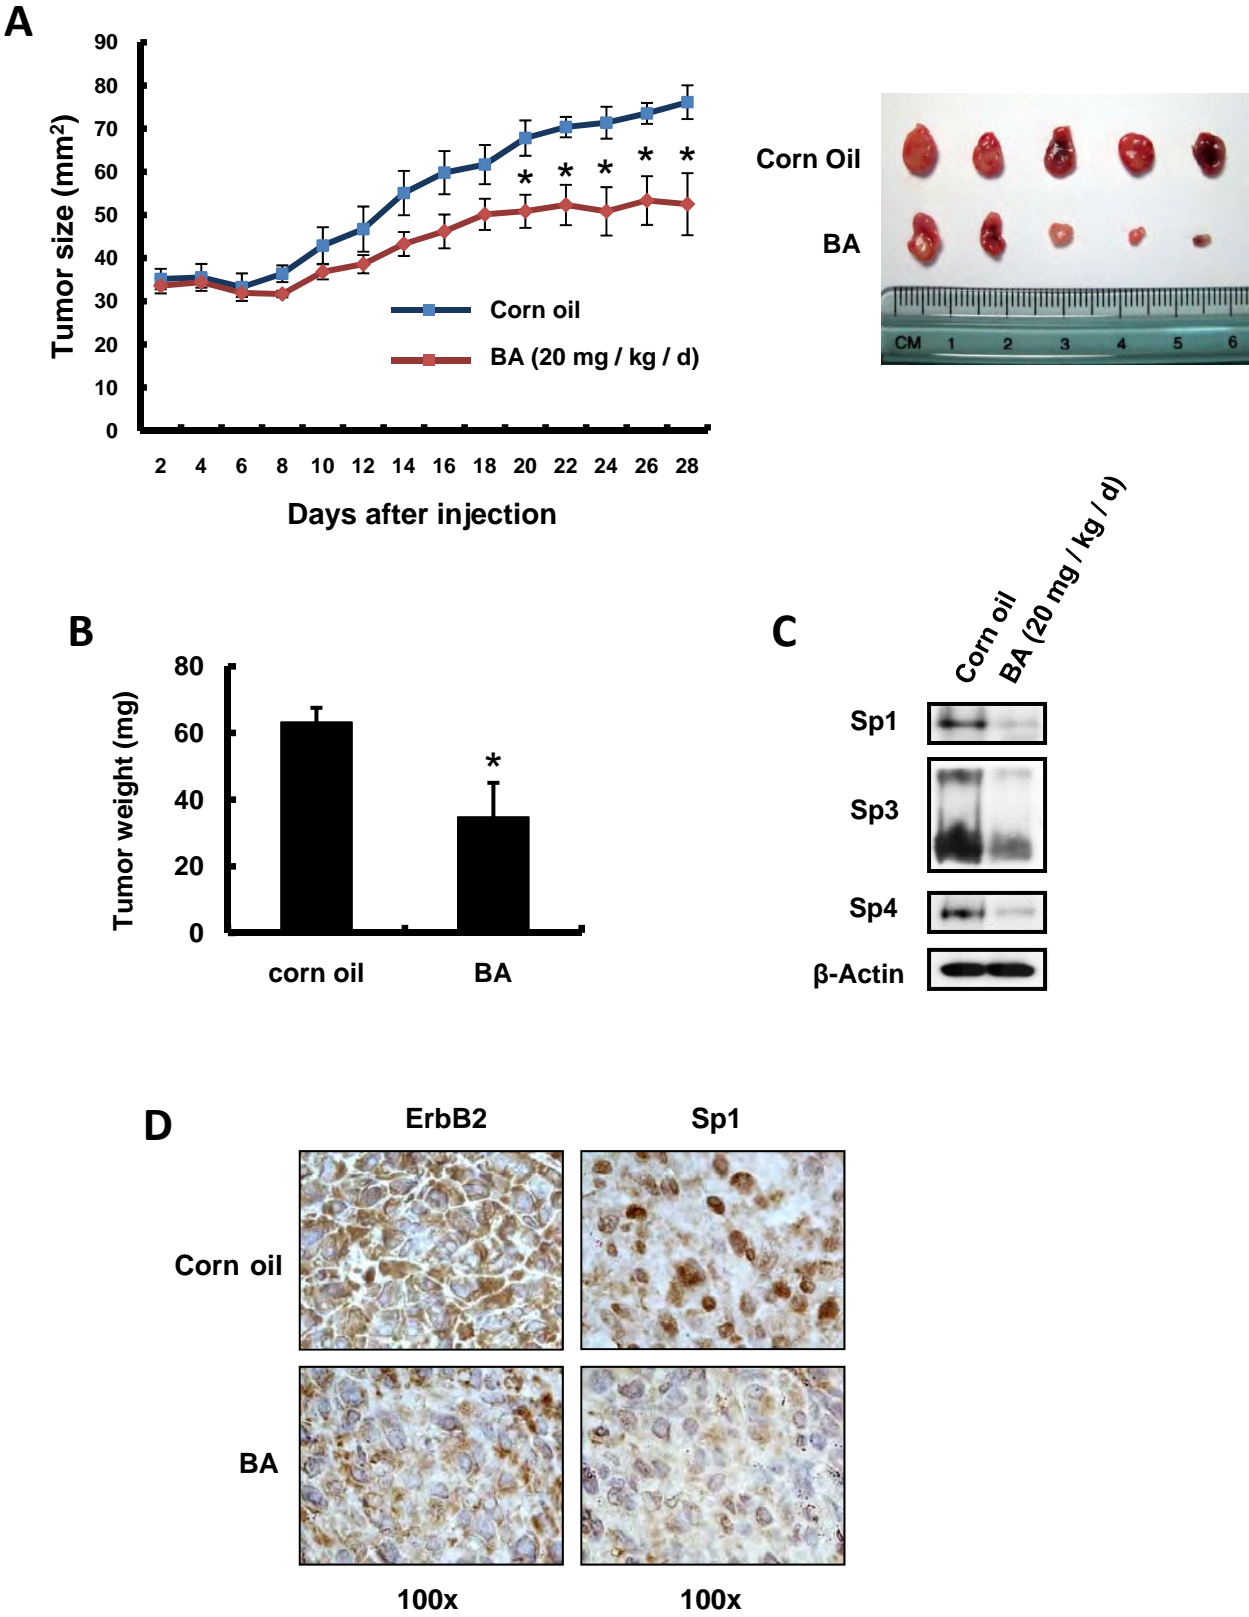 A
90
80
70
60
50
40
30
20
10
0
Tumor size (mm²)
* * * * *
Corn oil
BA (20 mg / kg / d)
2 4 6 8 10 12 14 16 18 20 22 24 26 28
Days after injection
Corn Oil
BA
CM 1 2 3 4 5 6
B
80
60
40
20
0
Tumor weight (mg)
*
corn oil BA
C
Corn oil
BA (20 mg / kg / d)
Sp1
Sp3
Sp4
β-Actin
D
ErbB2 Sp1
Corn oil
BA
100x 100x